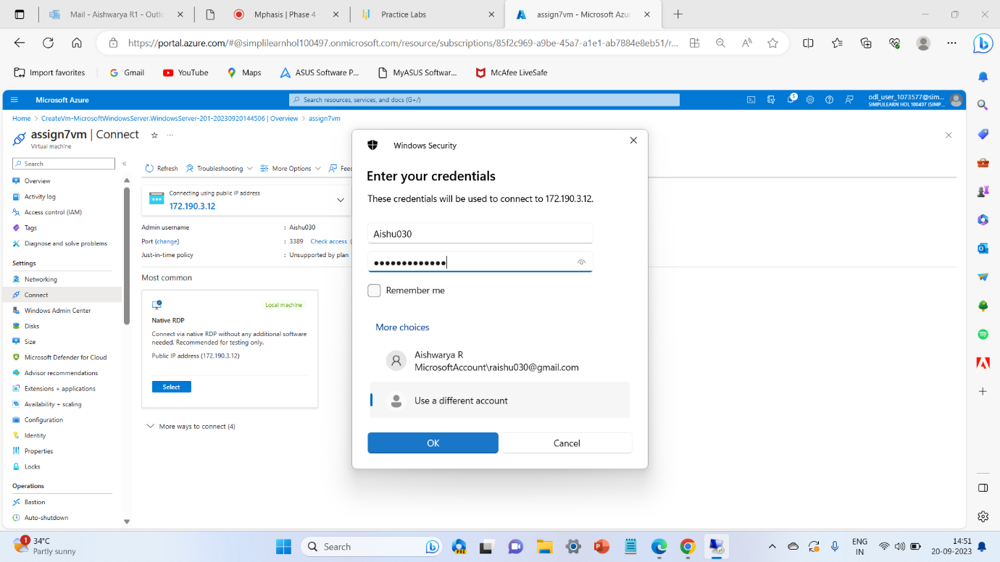 Mail - Aishwarya R1 - Outlo
Mphasis | Phase 4 -
Practice Labs
assign7vm - Microsoft Azur
https://portal.azure.com/#@simplilearnhol100497.onmicrosoft.com/resource/subscriptions/85f2c969-a9be-45a7-a1e1-ab7884e8eb51/r...
Import favorites
Gmail
YouTube
Maps
ASUS Software P...
MyASUS Softwar...
McAfee LiveSafe
Microsoft Azure
Search resources, services, and docs (G+/)
5
odl_user_1073577@sim...
SIMPLILEARN HOL 100497 (SIMP...
Home > CreateVm-MicrosoftWindowsServer.WindowsServer-201-20230920144506 | Overview > assign7vm
assign7vm | Connect
Virtual machine
Search
Overview
Activity log
Access control (IAM)
Tags
Diagnose and solve problems
Settings
Networking
Connect
Windows Admin Center
Disks
Size
Microsoft Defender for Cloud
Advisor recommendations
Extensions + applications
Availability + scaling
Configuration
Identity
Properties
Locks
Operations
Bastion
Auto-shutdown
Refresh
Troubleshooting
More Options
Feed
Connecting using public IP address
172.190.3.12
Admin username : Aishu030
Port (change) : 3389 Check access
Just-in-time policy : Unsupported by plan
Most common
Local machine
Native RDP
Connect via native RDP without any additional software
needed. Recommended for testing only.
Public IP address (172.190.3.12)
Select
More ways to connect (4)
Windows Security
Enter your credentials
These credentials will be used to connect to 172.190.3.12.
Aishu030
●●●●●●●●●●●●●
Remember me
More choices
Aishwarya R
MicrosoftAccount\raishu030@gmail.com
Use a different account
OK
Cancel
1
34°C
Partly sunny
Search
PRE
ENG
IN
14:51
20-09-2023